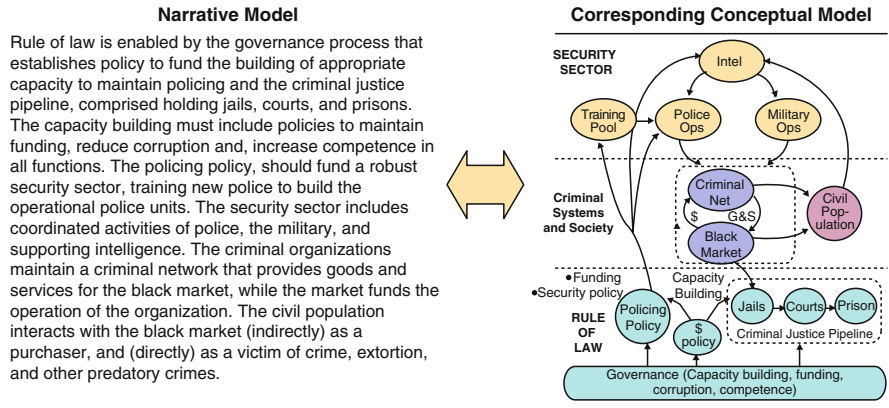 Narrative Model
Rule of law is enabled by the governance process that
establishes policy to fund the building of appropriate
capacity to maintain policing and the criminal justice
pipeline, comprised holding jails, courts, and prisons.
The capacity building must include policies to maintain
funding, reduce corruption and, increase competence in
all functions. The policing policy, should fund a robust
security sector, training new police to build the
operational police units. The security sector includes
coordinated activities of police, the military, and
supporting intelligence. The criminal organizations
maintain a criminal network that provides goods and
services for the black market, while the market funds the
operation of the organization. The civil population
interacts with the black market (indirectly) as a
purchaser, and (directly) as a victim of crime, extortion,
and other predatory crimes.
Corresponding Conceptual Model
SECURITY
SECTOR
Intel
Training
Pool
Police
Ops
Military
Ops
Criminal Systems
and Society
Criminal
Net
$
G&S
Black
Market
Civil
Pop-
ulation
•Funding
•Security policy
Capacity
Building
RULE
OF
LAW
Policing
Policy
$
policy
Jails
Courts
Prison
Criminal Justice Pipeline
Governance (Capacity building, funding,
corruption, competence)